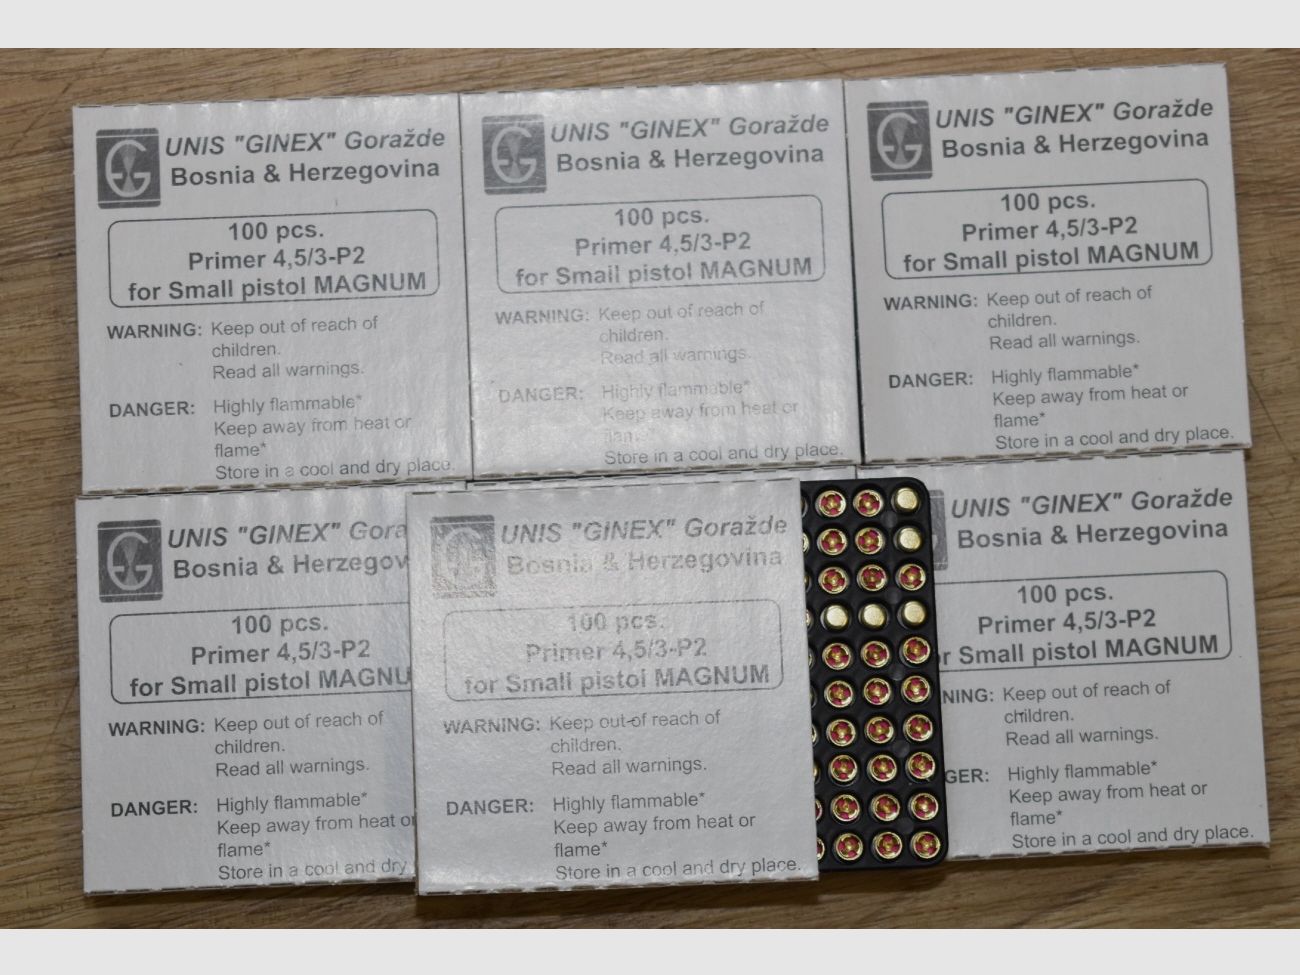 UNIS "GINEX" Goražde
Bosnia & Herzegovina
100 pcs.
Primer 4,5/3-P2
for Small pistol MAGNUM
WARNING: Keep out of reach of
children.
Read all warnings.
DANGER: Highly flammable*
Keep away from heat or
flame*
Store in a cool and dry place.
UNIS "GINEX" Goražde
Bosnia & Herzegovina
100 pcs.
Primer 4,5/3-P2
for Small pistol MAGNUM
WARNING: Keep out of reach of
children.
Read all warnings.
DANGER: Highly flammable*
Keep away from heat or
flame*
Store in a cool and dry place.
UNIS "GINEX" Goražde
Bosnia & Herzegovina
100 pcs.
Primer 4,5/3-P2
for Small pistol MAGNUM
WARNING: Keep out of reach of
children.
Read all warnings.
DANGER: Highly flammable*
Keep away from heat or
flame*
Store in a cool and dry place.
UNIS "GINEX" Gora
Bosnia & Herzegov
100 pcs.
Primer 4,5/3-P2
for Small pistol MAGNU
WARNING: Keep out of reach of
children.
Read all warnings.
DANGER: Highly flammable*
Keep away from heat or
flame*
Store in a cool and dry
UNIS "GINEX" Goražde
Bosnia & Herzegovina
100 pcs.
Primer 4,5/3-P2
for Small pistol MAGNUM
WARNING: Keep out of reach of
children.
Read all warnings.
DANGER: Highly flammable*
Keep away from heat or
flame*
Store in a cool and dry place.
UNIS "GINEX" Goražde
Bosnia & Herzegovina
100 pcs.
Primer 4,5/3-P2
r Small pistol MAGNUM
NING: Keep out of reach of
children.
Read all warnings.
GER: Highly flammable*
Keep away from heat or
flame*
Store in a cool and dry place.